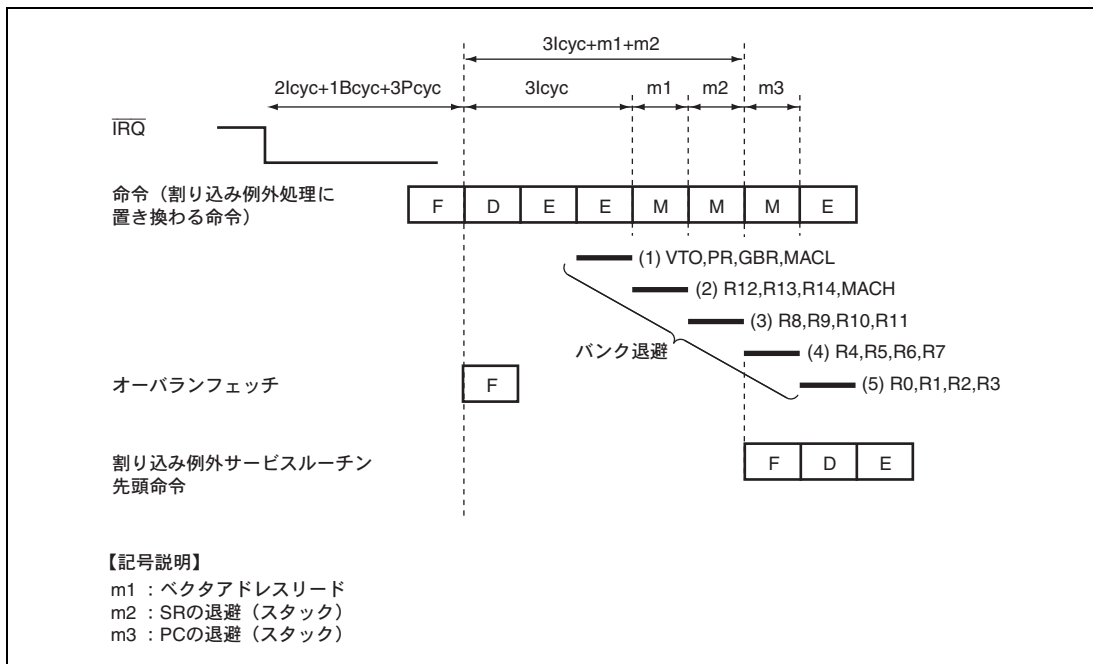 3Icyc+m1+m2
2Icyc+1Bcyc+3Pcyc 3Icyc m1 m2 m3
IRQ
命令（割り込み例外処理に
置き換わる命令）
F D E E M M M E
(1) VTO,PR,GBR,MACL
(2) R12,R13,R14,MACH
(3) R8,R9,R10,R11
バンク退避
(4) R4,R5,R6,R7
オーバランフェッチ
F
(5) R0,R1,R2,R3
割り込み例外サービスルーチン
先頭命令
F D E
【記号説明】
m1 ：ベクタアドレスリード
m2 ：SRの退避（スタック）
m3 ：PCの退避（スタック）